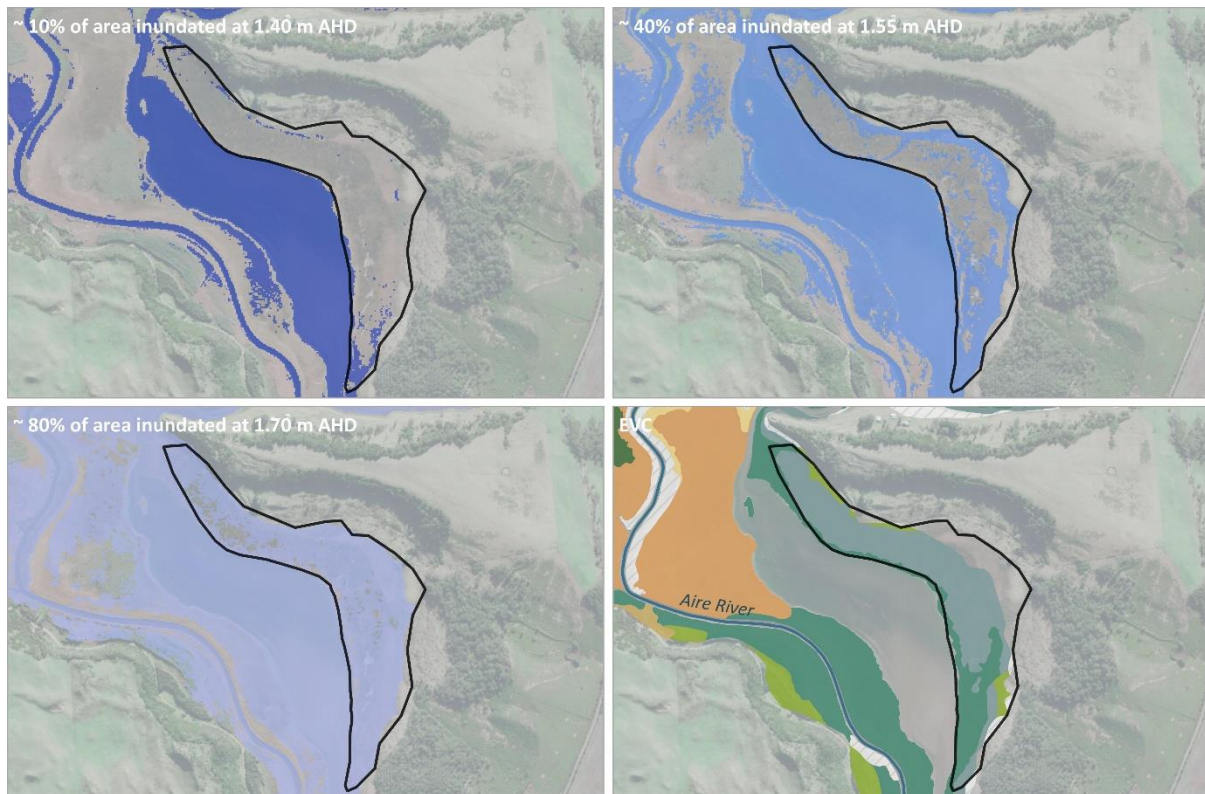 ~ 10% of area inundated at 1.40 m AHD
~ 40% of area inundated at 1.55 m AHD
~ 80% of area inundated at 1.70 m AHD
EVC
Aire River